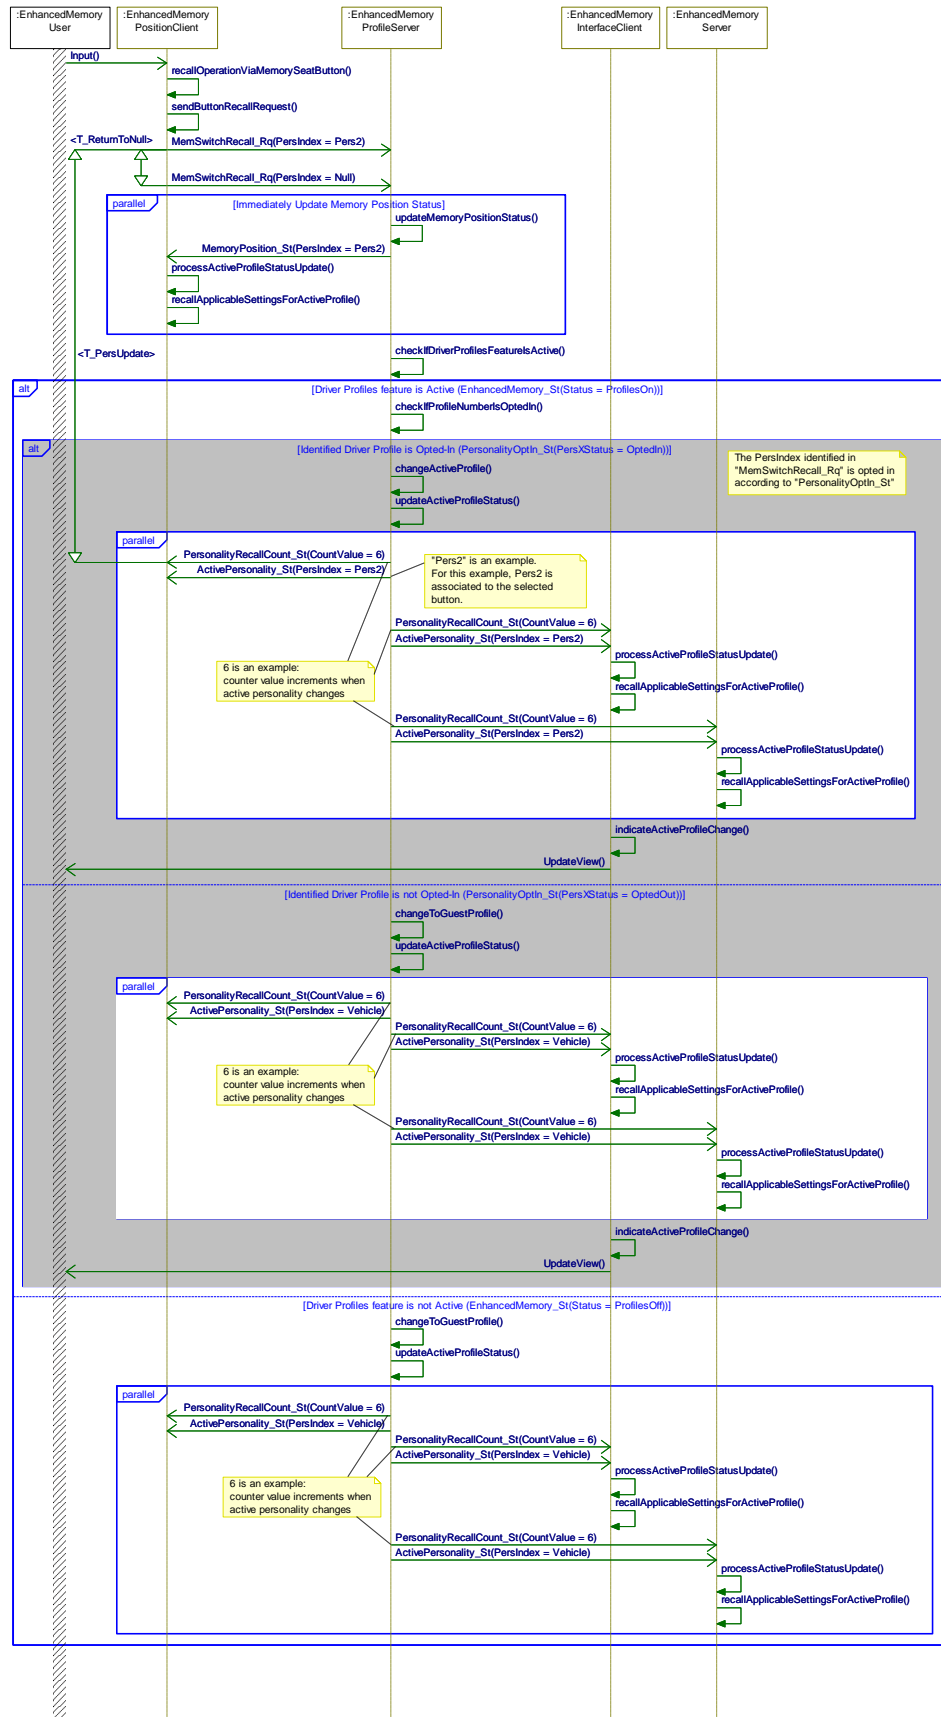 :EnhancedMemory
User
:EnhancedMemory
PositionClient
:EnhancedMemory
ProfileServer
:EnhancedMemory
InterfaceClient
:EnhancedMemory
Server
Input()
recallOperationViaMemorySeatButton()
sendButtonRecallRequest()
<T_ReturnToNull>
MemSwitchRecall_Rq(PersIndex = Pers2)
MemSwitchRecall_Rq(PersIndex = Null)
parallel
[Immediately Update Memory Position Status]
updateMemoryPositionStatus()
MemoryPosition_St(PersIndex = Pers2)
processActiveProfileStatusUpdate()
recallApplicableSettingsForActiveProfile()
<T_PersUpdate>
checkIfDriverProfilesFeatureIsActive()
alt
[Driver Profiles feature is Active (EnhancedMemory_St(Status = ProfilesOn))]
checkIfProfileNumberIsOptedIn()
alt
[Identified Driver Profile is Opted-In (PersonalityOptIn_St(PersXStatus = OptedIn))]
The PersIndex identified in
"MemSwitchRecall_Rq" is opted in
according to "PersonalityOptIn_St"
changeActiveProfile()
updateActiveProfileStatus()
parallel
PersonalityRecallCount_St(CountValue = 6)
ActivePersonality_St(PersIndex = Pers2)
"Pers2" is an example.
For this example, Pers2 is
associated to the selected
button.
PersonalityRecallCount_St(CountValue = 6)
ActivePersonality_St(PersIndex = Pers2)
processActiveProfileStatusUpdate()
6 is an example:
counter value increments when
active personality changes
recallApplicableSettingsForActiveProfile()
PersonalityRecallCount_St(CountValue = 6)
ActivePersonality_St(PersIndex = Pers2)
processActiveProfileStatusUpdate()
recallApplicableSettingsForActiveProfile()
indicateActiveProfileChange()
UpdateView()
[Identified Driver Profile is not Opted-In (PersonalityOptIn_St(PersXStatus = OptedOut))]
changeToGuestProfile()
updateActiveProfileStatus()
parallel
PersonalityRecallCount_St(CountValue = 6)
ActivePersonality_St(PersIndex = Vehicle)
PersonalityRecallCount_St(CountValue = 6)
ActivePersonality_St(PersIndex = Vehicle)
processActiveProfileStatusUpdate()
6 is an example:
counter value increments when
active personality changes
recallApplicableSettingsForActiveProfile()
PersonalityRecallCount_St(CountValue = 6)
ActivePersonality_St(PersIndex = Vehicle)
processActiveProfileStatusUpdate()
recallApplicableSettingsForActiveProfile()
indicateActiveProfileChange()
UpdateView()
[Driver Profiles feature is not Active (EnhancedMemory_St(Status = ProfilesOff))]
changeToGuestProfile()
updateActiveProfileStatus()
parallel
PersonalityRecallCount_St(CountValue = 6)
ActivePersonality_St(PersIndex = Vehicle)
PersonalityRecallCount_St(CountValue = 6)
ActivePersonality_St(PersIndex = Vehicle)
processActiveProfileStatusUpdate()
6 is an example:
counter value increments when
active personality changes
recallApplicableSettingsForActiveProfile()
PersonalityRecallCount_St(CountValue = 6)
ActivePersonality_St(PersIndex = Vehicle)
processActiveProfileStatusUpdate()
recallApplicableSettingsForActiveProfile()